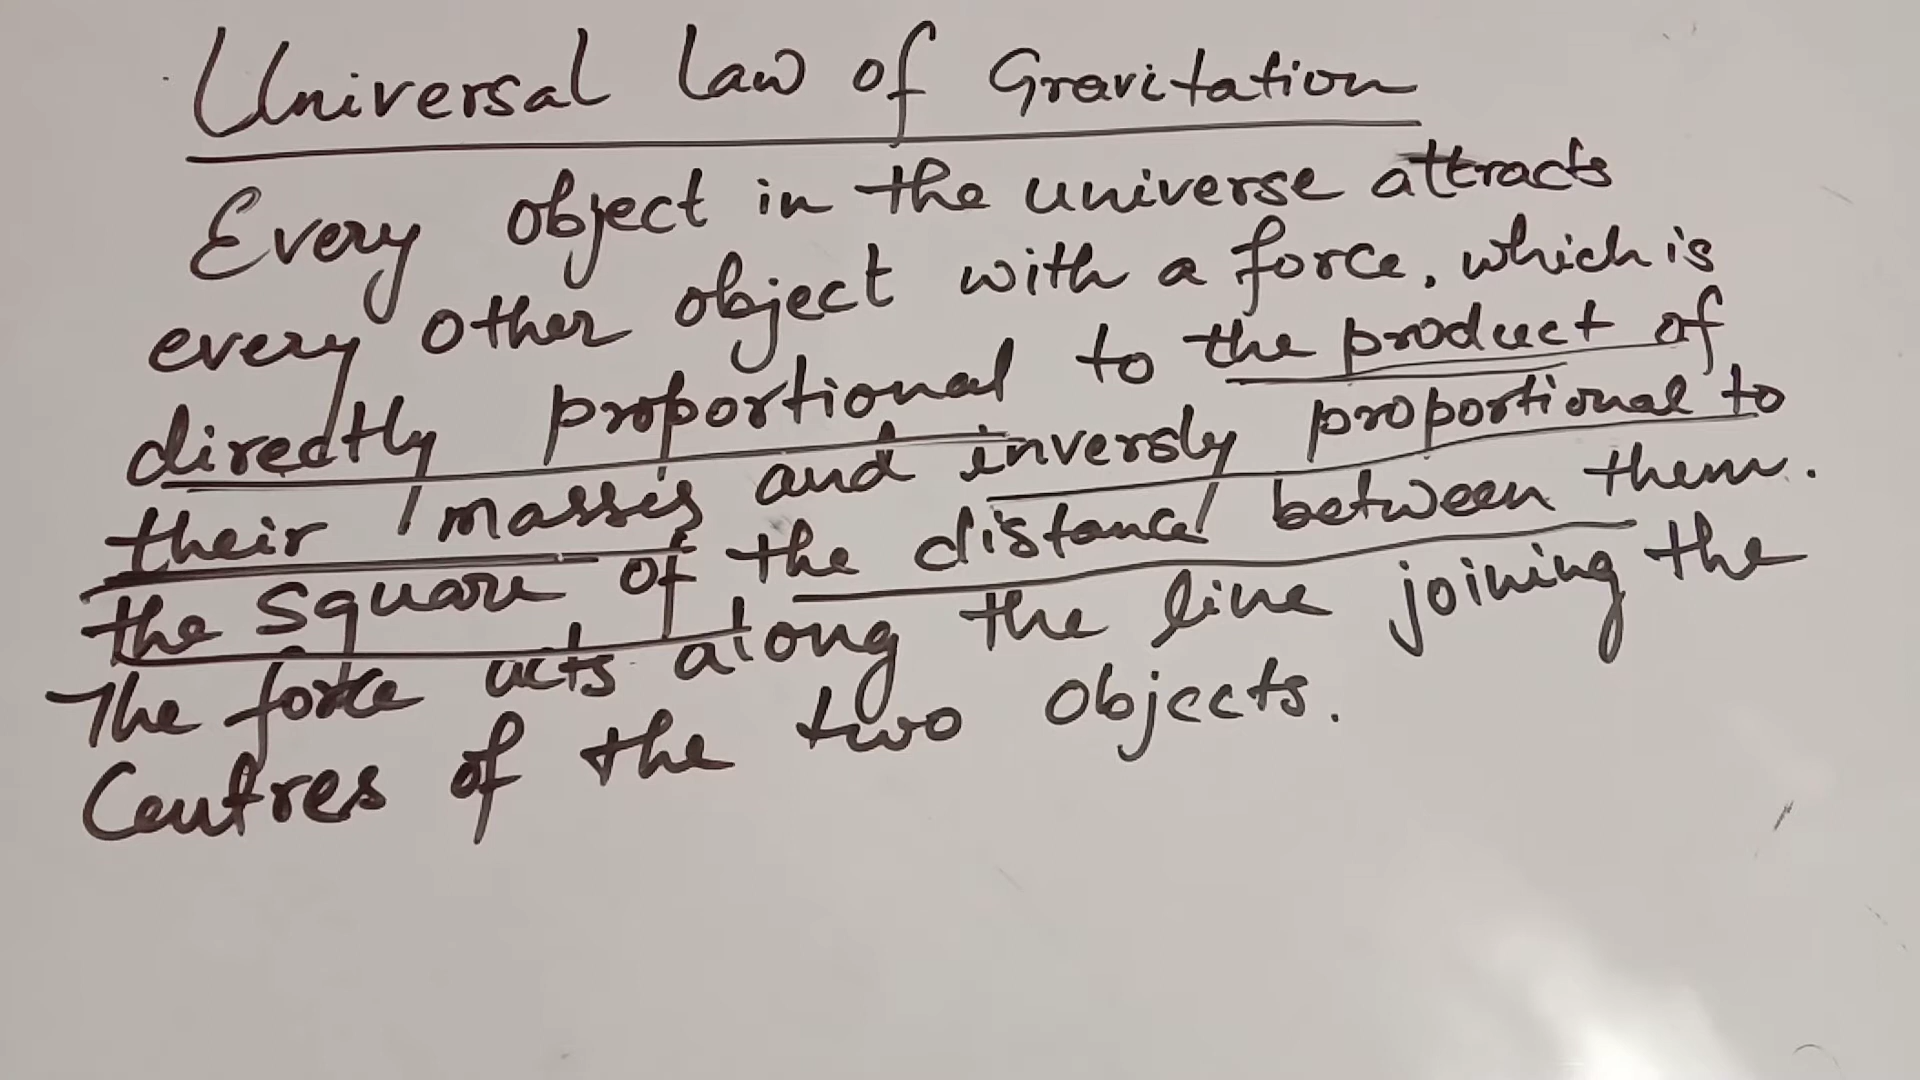 Universal Law of Gravitation
Every object in the universe attracts
every other object with a force, which is
directly proportional to the product of
their masses and inversly proportional to
the square of the distance between them.
The force acts along the line joining the
Centres of the two objects.